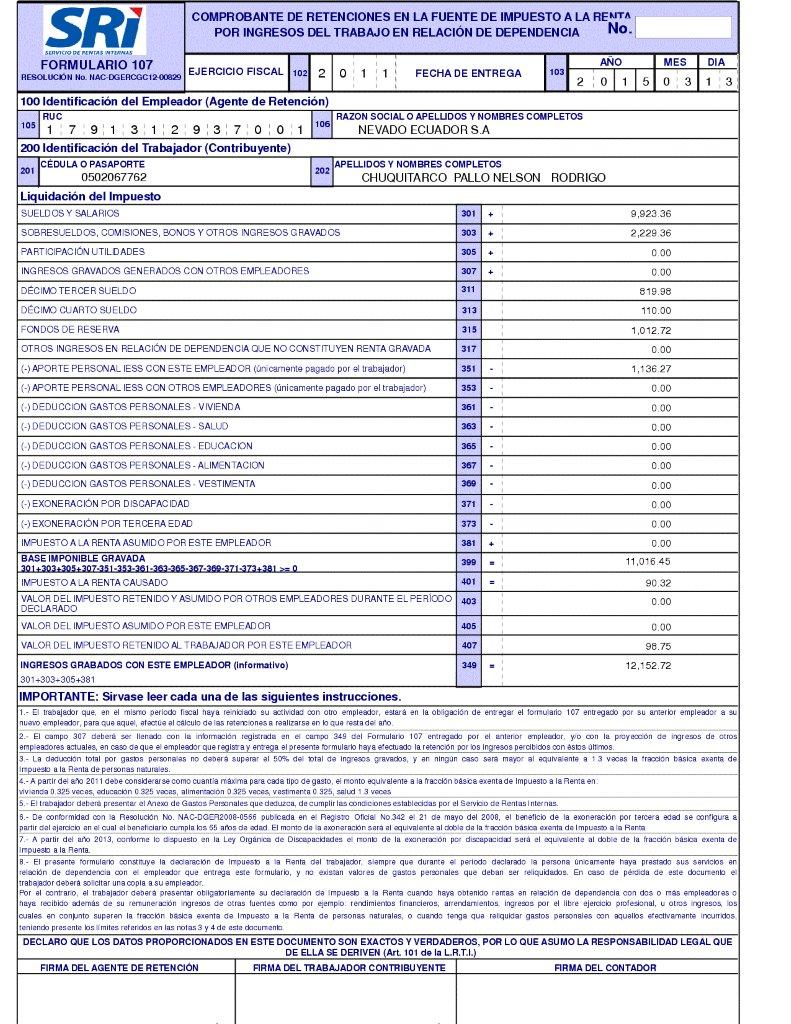 SRi
SERVICIO DE RENTAS INTERNAS
FORMULARIO 107
RESOLUCIÓN No. NAC-DGERCGC12-00829
COMPROBANTE DE RETENCIONES EN LA FUENTE DE IMPUESTO A LA RENTA
POR INGRESOS DEL TRABAJO EN RELACIÓN DE DEPENDENCIA No.
EJERCICIO FISCAL 102 2 0 1 1 FECHA DE ENTREGA 103 AÑO MES DIA
2 0 1 5 0 3 1 3
100 Identificación del Empleador (Agente de Retención)
105 RUC 106 RAZON SOCIAL O APELLIDOS Y NOMBRES COMPLETOS
1 7 9 1 3 1 2 9 3 7 0 0 1 NEVADO ECUADOR S.A
200 Identificación del Trabajador (Contribuyente)
201 CÉDULA O PASAPORTE 202 APELLIDOS Y NOMBRES COMPLETOS
0502067762 CHUQUITARCO PALLO NELSON RODRIGO
Liquidación del Impuesto
SUELDOS Y SALARIOS 301 + 9,923.36
SOBRESUELDOS, COMISIONES, BONOS Y OTROS INGRESOS GRAVADOS 303 + 2,229.36
PARTICIPACIÓN UTILIDADES 305 + 0.00
INGRESOS GRAVADOS GENERADOS CON OTROS EMPLEADORES 307 + 0.00
DÉCIMO TERCER SUELDO 311 819.98
DÉCIMO CUARTO SUELDO 313 110.00
FONDOS DE RESERVA 315 1,012.72
OTROS INGRESOS EN RELACIÓN DE DEPENDENCIA QUE NO CONSTITUYEN RENTA GRAVADA 317 0.00
(-) APORTE PERSONAL IESS CON ESTE EMPLEADOR (únicamente pagado por el trabajador) 351 - 1,136.27
(-) APORTE PERSONAL IESS CON OTROS EMPLEADORES (únicamente pagado por el trabajador) 353 - 0.00
(-) DEDUCCION GASTOS PERSONALES - VIVIENDA 361 - 0.00
(-) DEDUCCION GASTOS PERSONALES - SALUD 363 - 0.00
(-) DEDUCCION GASTOS PERSONALES - EDUCACION 365 - 0.00
(-) DEDUCCION GASTOS PERSONALES - ALIMENTACION 367 - 0.00
(-) DEDUCCION GASTOS PERSONALES - VESTIMENTA 369 - 0.00
(-) EXONERACIÓN POR DISCAPACIDAD 371 - 0.00
(-) EXONERACIÓN POR TERCERA EDAD 373 - 0.00
IMPUESTO A LA RENTA ASUMIDO POR ESTE EMPLEADOR 381 + 0.00
BASE IMPONIBLE GRAVADA 399 = 11,016.45
301+303+305+307-351-353-361-363-365-367-369-371-373+381 >= 0
IMPUESTO A LA RENTA CAUSADO 401 = 90.32
VALOR DEL IMPUESTO RETENIDO Y ASUMIDO POR OTROS EMPLEADORES DURANTE EL PERÍODO 403 0.00
DECLARADO
VALOR DEL IMPUESTO ASUMIDO POR ESTE EMPLEADOR 405 0.00
VALOR DEL IMPUESTO RETENIDO AL TRABAJADOR POR ESTE EMPLEADOR 407 98.75
INGRESOS GRABADOS CON ESTE EMPLEADOR (informativo) 349 = 12,152.72
301+303+305+381
IMPORTANTE: Sirvase leer cada una de las siguientes instrucciones.
1.- El trabajador que, en el mismo periodo fiscal haya reiniciado su actividad con otro empleador, estará en la obligación de entregar el formulario 107 entregado por su anterior empleador a su
nuevo empleador, para que aquel, efectúe el cálculo de las retenciones a realizarse en lo que resta del año.
2.- El campo 307 deberá ser llenado con la información registrada en el campo 349 del Formulario 107 entregado por el anterior empleador, y/o con la proyección de ingresos de otros
empleadores actuales, en caso de que el empleador que registra y entrega el presente formulario haya efectuado la retención por los ingresos percibidos con éstos últimos.
3.- La deducción total por gastos personales no deberá superar el 50% del total de ingresos gravados, y en ningún caso será mayor al equivalente a 1.3 veces la fracción básica exenta de
Impuesto a la Renta de personas naturales.
4.- A partir del año 2011 debe considerarse como cuantía máxima para cada tipo de gasto, el monto equivalente a la fracción básica exenta de Impuesto a la Renta en:
vivienda 0.325 veces, educación 0.325 veces, alimentación 0.325 veces, vestimenta 0.325, salud 1.3 veces
5.- El trabajador deberá presentar el Anexo de Gastos Personales que deduzca, de cumplir las condiciones establecidas por el Servicio de Rentas Internas.
6.- De conformidad con la Resolución No. NAC-DGER2008-0566 publicada en el Registro Oficial No.342 el 21 de mayo del 2008, el beneficio de la exoneración por tercera edad se configura a
partir del ejercicio en el cual el beneficiario cumpla los 65 años de edad. El monto de la exoneración será el equivalente al doble de la fracción básica exenta de Impuesto a la Renta
7.- A partir del año 2013, conforme lo dispuesto en la Ley Orgánica de Discapacidades el monto de la exoneración por discapacidad será el equivalente al doble de la fracción básica exenta de
Impuesto a la Renta.
8.- El presente formulario constituye la declaración de Impuesto a la Renta del trabajador, siempre que durante el periodo declarado la persona únicamente haya prestado sus servicios en
relación de dependencia con el empleador que entrega este formulario, y no existan valores de gastos personales que deban ser reliquidados. En caso de pérdida de este documento el
trabajador deberá solicitar una copia a su empleador.
Por el contrario, el trabajador deberá presentar obligatoriamente su declaración de Impuesto a la Renta cuando haya obtenido rentas en relación de dependencia con dos o más empleadores o
haya recibido además de su remuneración ingresos de otras fuentes como por ejemplo: rendimientos financieros, arrendamientos, ingresos por el libre ejercicio profesional, u otros ingresos, los
cuales en conjunto superen la fracción básica exenta de Impuesto a la Renta de personas naturales, o cuando tenga que reliquidar gastos personales con aquellos efectivamente incurridos,
teniendo presente los límites referidos en las notas 3 y 4 de este documento.
DECLARO QUE LOS DATOS PROPORCIONADOS EN ESTE DOCUMENTO SON EXACTOS Y VERDADEROS, POR LO QUE ASUMO LA RESPONSABILIDAD LEGAL QUE
DE ELLA SE DERIVEN (Art. 101 de la L.R.T.I.)
FIRMA DEL AGENTE DE RETENCIÓN FIRMA DEL TRABAJADOR CONTRIBUYENTE FIRMA DEL CONTADOR